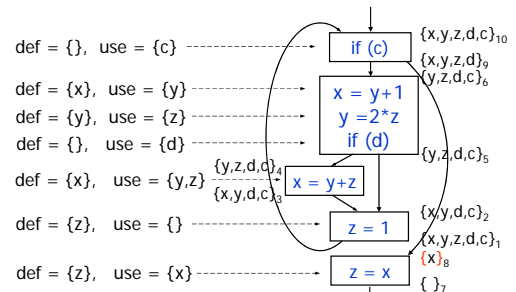 {x,y,z,d,c}10
def = {}, use = {c}
if (c)
{x,y,z,d}9
{y,z,d,c}6
def = {x}, use = {y}
x = y+1
def = {y}, use = {z}
y =2*z
def = {}, use = {d}
if (d)
{y,z,d,c}5
{y,z,d,c}4
def = {x}, use = {y,z}
x = y+z
{x,y,d,c}3
{x,y,d,c}2
def = {z}, use = {}
z = 1
{x,y,z,d,c}1
{x}8
def = {z}, use = {x}
z = x
{ }7